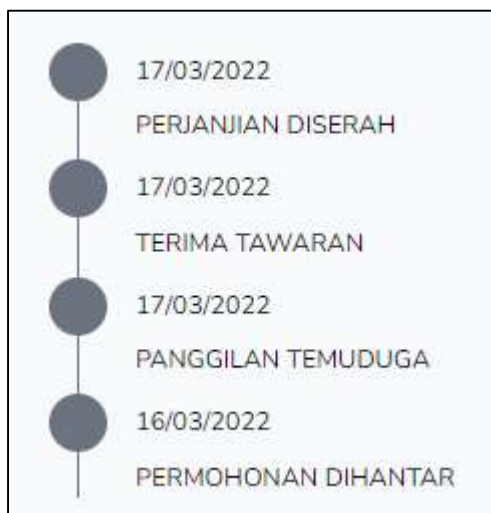 17/03/2022
PERJANJIAN DISERAH
17/03/2022
TERIMA TAWARAN
17/03/2022
PANGGILAN TEMUDUGA
16/03/2022
PERMOHONAN DIHANTAR